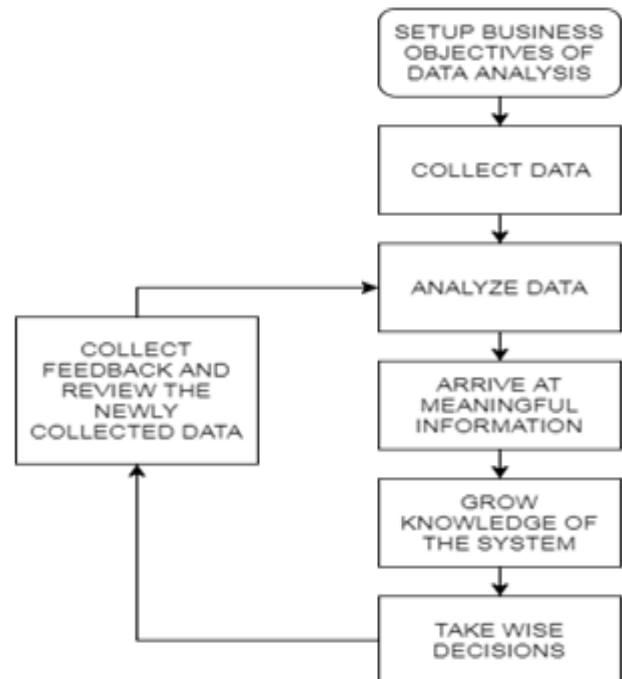 SETUP BUSINESS
OBJECTIVES OF
DATA ANALYSIS
COLLECT DATA
ANALYZE DATA
COLLECT
FEEDBACK AND
REVIEW THE
NEWLY
COLLECTED DATA
ARRIVE AT
MEANINGFUL
INFORMATION
GROW
KNOWLEDGE OF
THE SYSTEM
TAKE WISE
DECISIONS